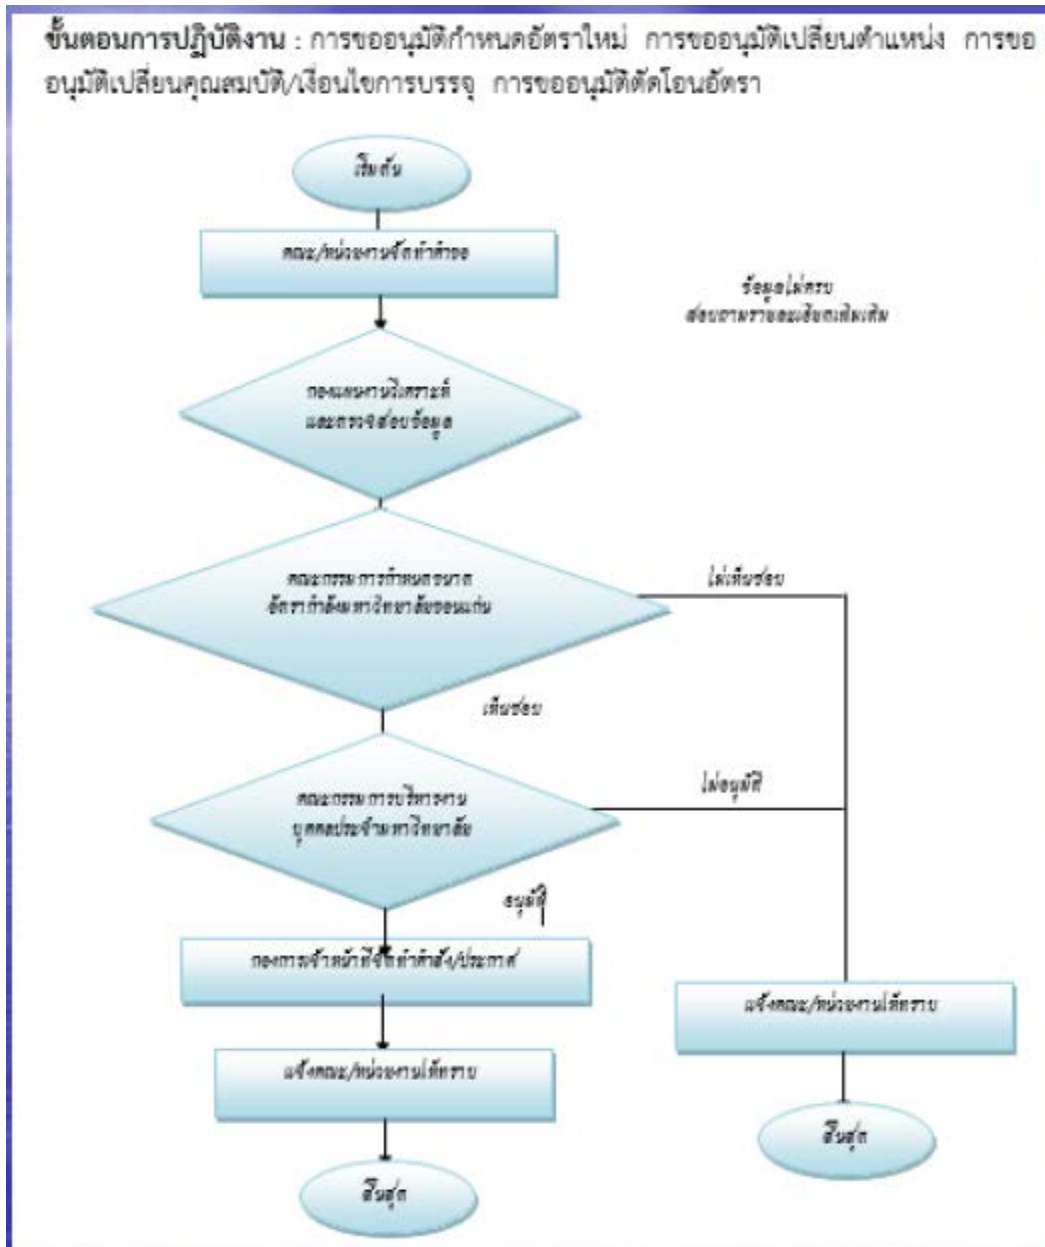 ขั้นตอนการปฏิบัติงาน : การขออนุมัติกำหนดอัตราใหม่ การขออนุมัติเปลี่ยนตำแหน่ง การขอ
อนุมัติเปลี่ยนคุณสมบัติ/เงื่อนไขการบรรจุ การขออนุมัติตัดโอนอัตรา
เริ่มต้น
คณะ/หน่วยงานจัดทำคำขอ
ข้อมูลไม่ครบ
สอบถามรายละเอียดเพิ่มเติม
กองแผนงานวิเคราะห์
และตรวจสอบข้อมูล
คณะกรรมการกำหนดขนาด
อัตรากำลังมหาวิทยาลัยขอนแก่น
ไม่เห็นชอบ
เห็นชอบ
คณะกรรมการบริหารงาน
บุคคลประจำมหาวิทยาลัย
ไม่อนุมัติ
อนุมัติ
กองการเจ้าหน้าที่จัดทำคำสั่ง/ประกาศ
แจ้งคณะ/หน่วยงานได้ทราบ
แจ้งคณะ/หน่วยงานได้ทราบ
สิ้นสุด
สิ้นสุด